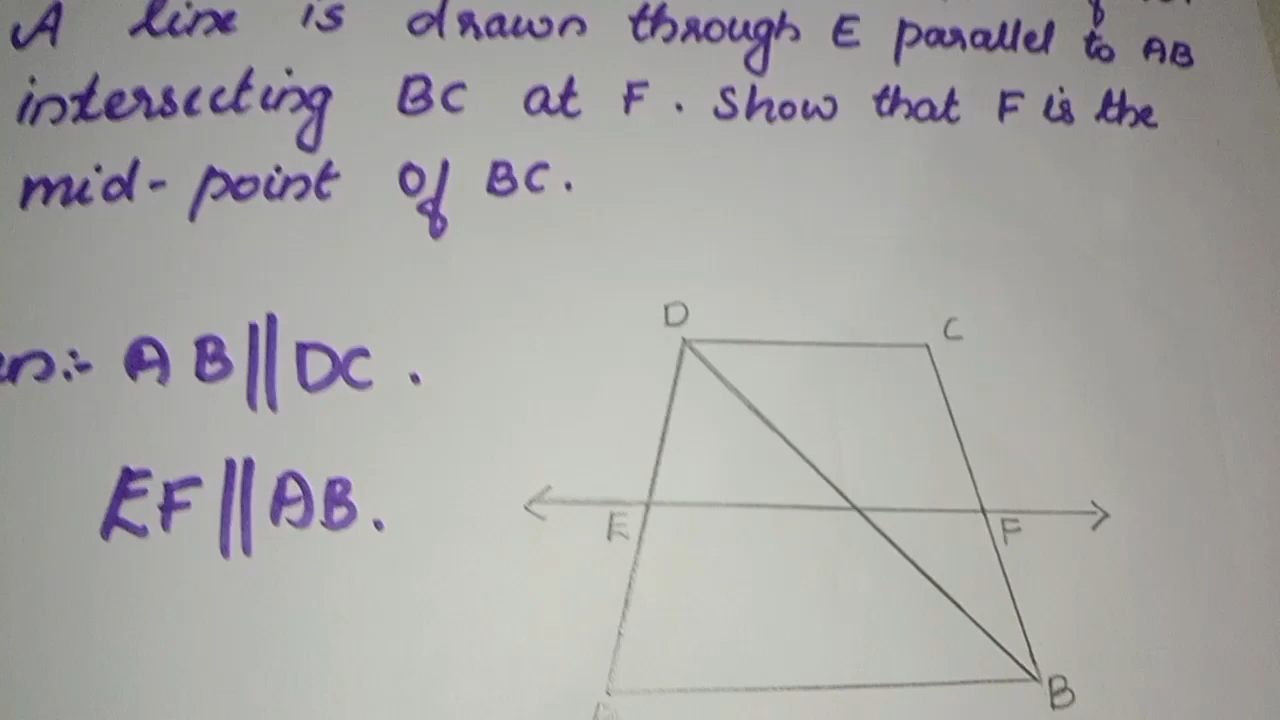 A line is drawn through E parallel to AB
intersecting BC at F. Show that F is the
mid-point of BC.
AB||DC.
EF||AB.
D
C
E
F
B